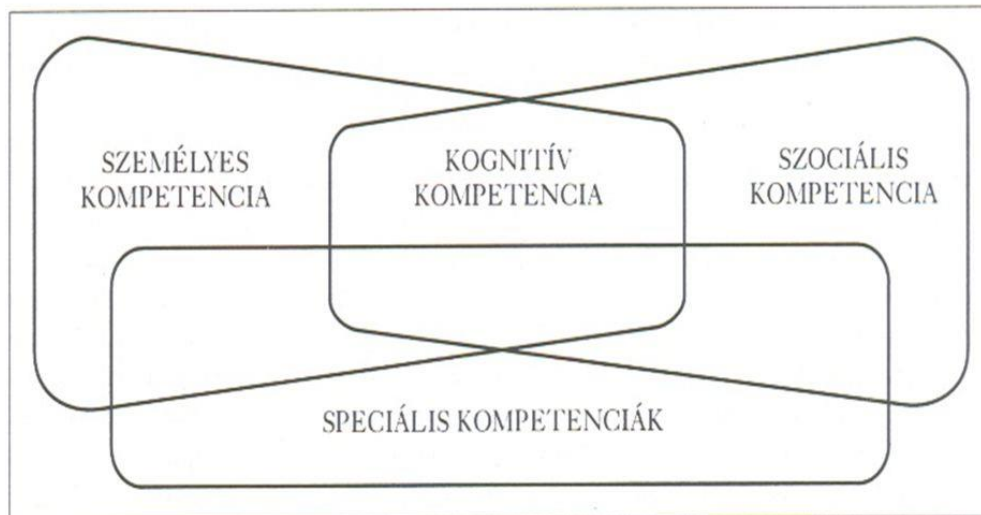 SZEMÉLYES
KOMPETENCIA
KOGNITÍV
KOMPETENCIA
SZOCIÁLIS
KOMPETENCIA
SPECIÁLIS KOMPETENCIÁK